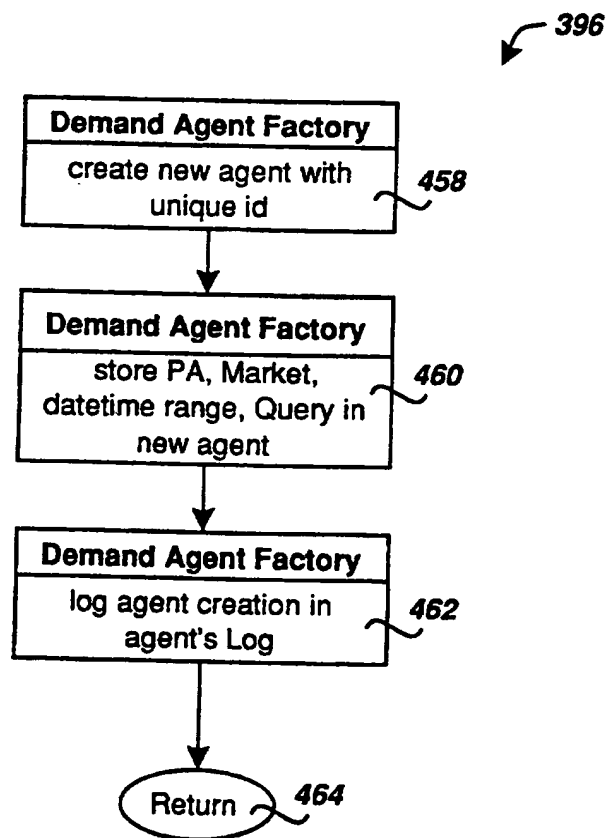 396
Demand Agent Factory
create new agent with
unique id
458
Demand Agent Factory
store PA, Market,
datetime range, Query in
new agent
460
Demand Agent Factory
log agent creation in
agent's Log
462
Return
464